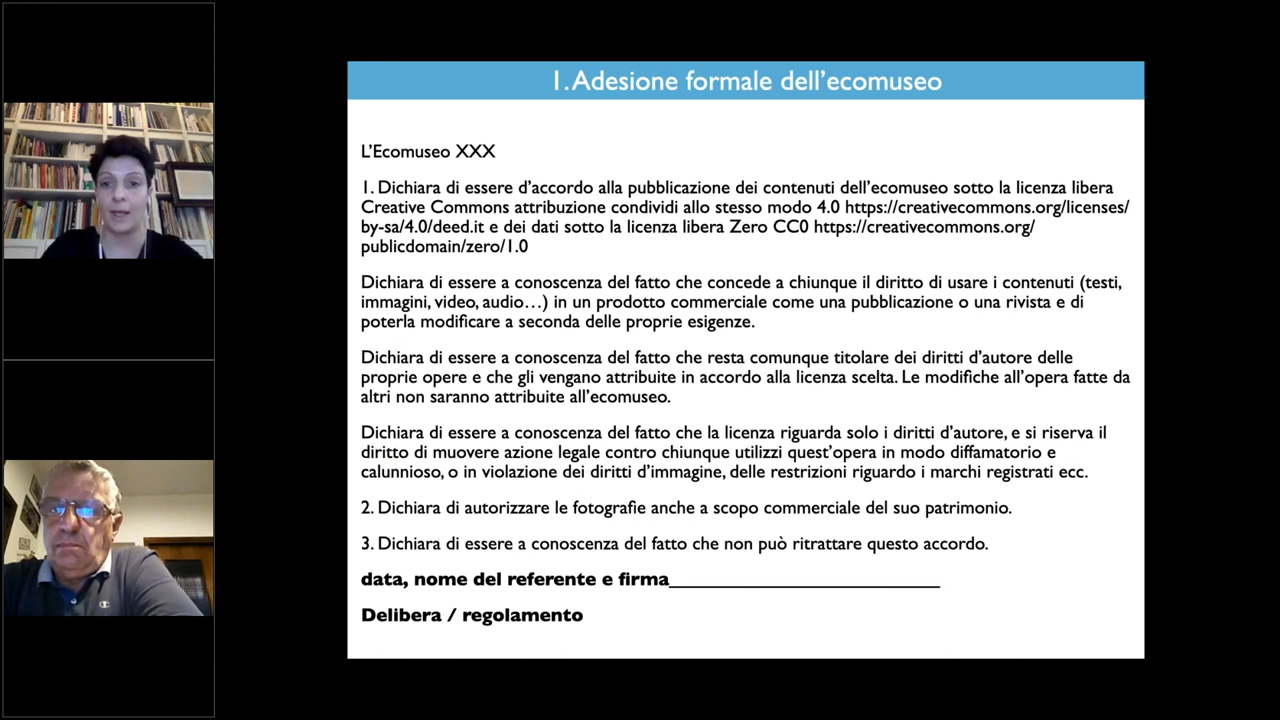 1. Adesione formale dell'ecomuseo
L'Ecomuseo XXX
1. Dichiara di essere d'accordo alla pubblicazione dei contenuti dell'ecomuseo sotto la licenza libera
Creative Commons attribuzione condividi allo stesso modo 4.0 https://creativecommons.org/licenses/
by-sa/4.0/deed.it e dei dati sotto la licenza libera Zero CC0 https://creativecommons.org/
publicdomain/zero/1.0
Dichiara di essere a conoscenza del fatto che concede a chiunque il diritto di usare i contenuti (testi,
immagini, video, audio…) in un prodotto commerciale come una pubblicazione o una rivista e di
poterla modificare a seconda delle proprie esigenze.
Dichiara di essere a conoscenza del fatto che resta comunque titolare dei diritti d'autore delle
proprie opere e che gli vengano attribuite in accordo alla licenza scelta. Le modifiche all'opera fatte da
altri non saranno attribuite all'ecomuseo.
Dichiara di essere a conoscenza del fatto che la licenza riguarda solo i diritti d'autore, e si riserva il
diritto di muovere azione legale contro chiunque utilizzi quest'opera in modo diffamatorio e
calunnioso, o in violazione dei diritti d'immagine, delle restrizioni riguardo i marchi registrati ecc.
2. Dichiara di autorizzare le fotografie anche a scopo commerciale del suo patrimonio.
3. Dichiara di essere a conoscenza del fatto che non può ritrattare questo accordo.
data, nome del referente e firma____________________________
Delibera / regolamento